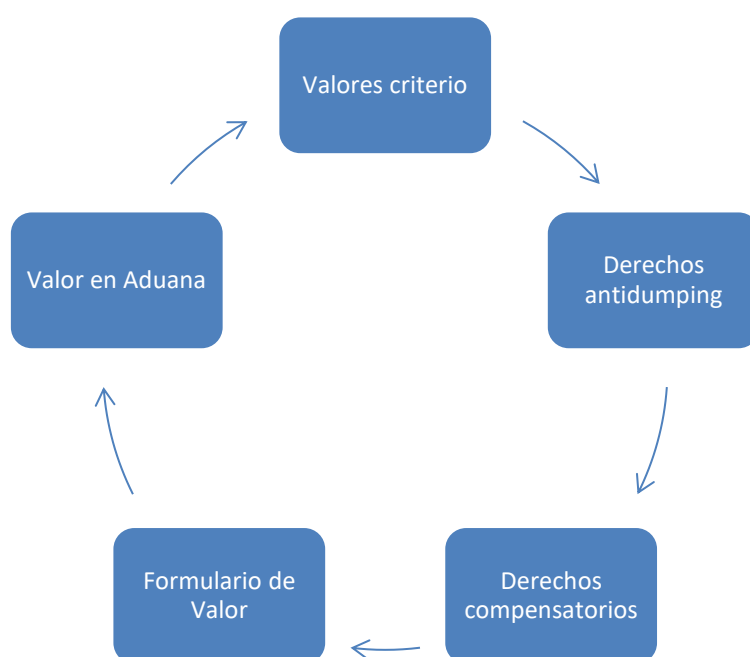 Valores criterio
Derechos
antidumping
Derechos
compensatorios
Formulario de
Valor
Valor en Aduana